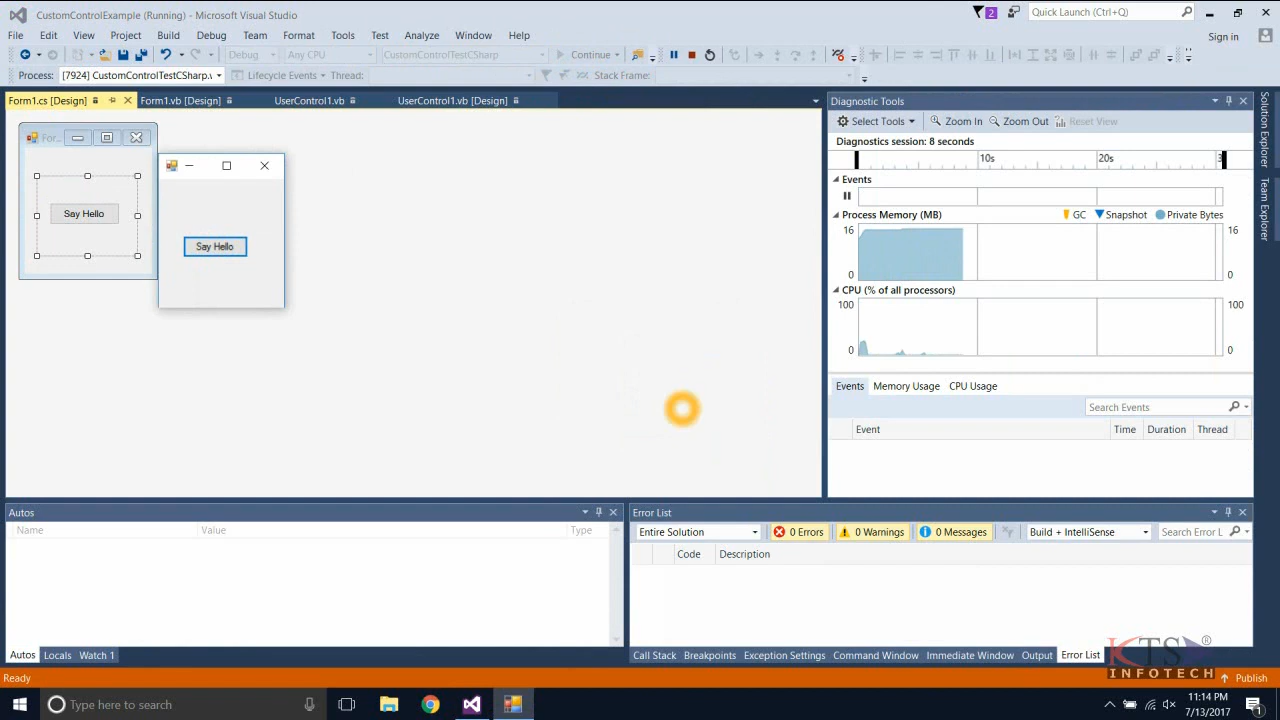 CustomControlExample (Running) - Microsoft Visual Studio
2
Quick Launch (Ctrl+Q)
File Edit View Project Build Debug Team Format Tools Test Analyze Window Help
Sign in
Debug Any CPU CustomControlTestCSharp Continue
Process: [7924] CustomControlTestCSharp.v Lifecycle Events Thread: Stack Frame:
Form1.cs [Design] Form1.vb [Design] UserControl1.vb UserControl1.vb [Design]
Diagnostic Tools
Solution Explorer
Team Explorer
Select Tools Zoom In Zoom Out Reset View
For...
Diagnostics session: 8 seconds
10s 20s 3
Events
Say Hello
Say Hello
Process Memory (MB) GC Snapshot Private Bytes
16 16
0 0
CPU (% of all processors)
100 100
0 0
Events Memory Usage CPU Usage
Search Events
Event Time Duration Thread
Autos
Name Value Type
Error List
Entire Solution 0 Errors 0 Warnings 0 Messages Build + IntelliSense Search Error L
Code Description
Autos Locals Watch 1
Call Stack Breakpoints Exception Settings Command Window Immediate Window Output Error List
KTS ®
INFOTECH
Ready
Publish
Type here to search
11:14 PM
7/13/2017
1